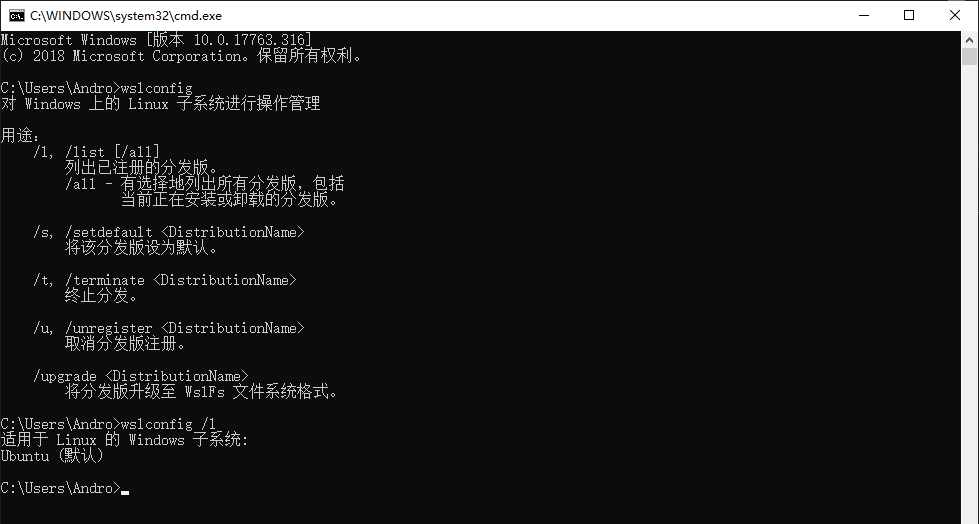 C:\WINDOWS\system32\cmd.exe
Microsoft Windows [版本 10.0.17763.316]
(c) 2018 Microsoft Corporation。保留所有权利。
C:\Users\Andro>wslconfig
对 Windows 上的 Linux 子系统进行操作管理
用途:
/l, /list [/all]
列出已注册的分发版。
/all - 有选择地列出所有分发版，包括
当前正在安装或卸载的分发版。
/s, /setdefault <DistributionName>
将该分发版设为默认。
/t, /terminate <DistributionName>
终止分发。
/u, /unregister <DistributionName>
取消分发版注册。
/upgrade <DistributionName>
将分发版升级至 WslFs 文件系统格式。
C:\Users\Andro>wslconfig /l
适用于 Linux 的 Windows 子系统:
Ubuntu (默认)
C:\Users\Andro>